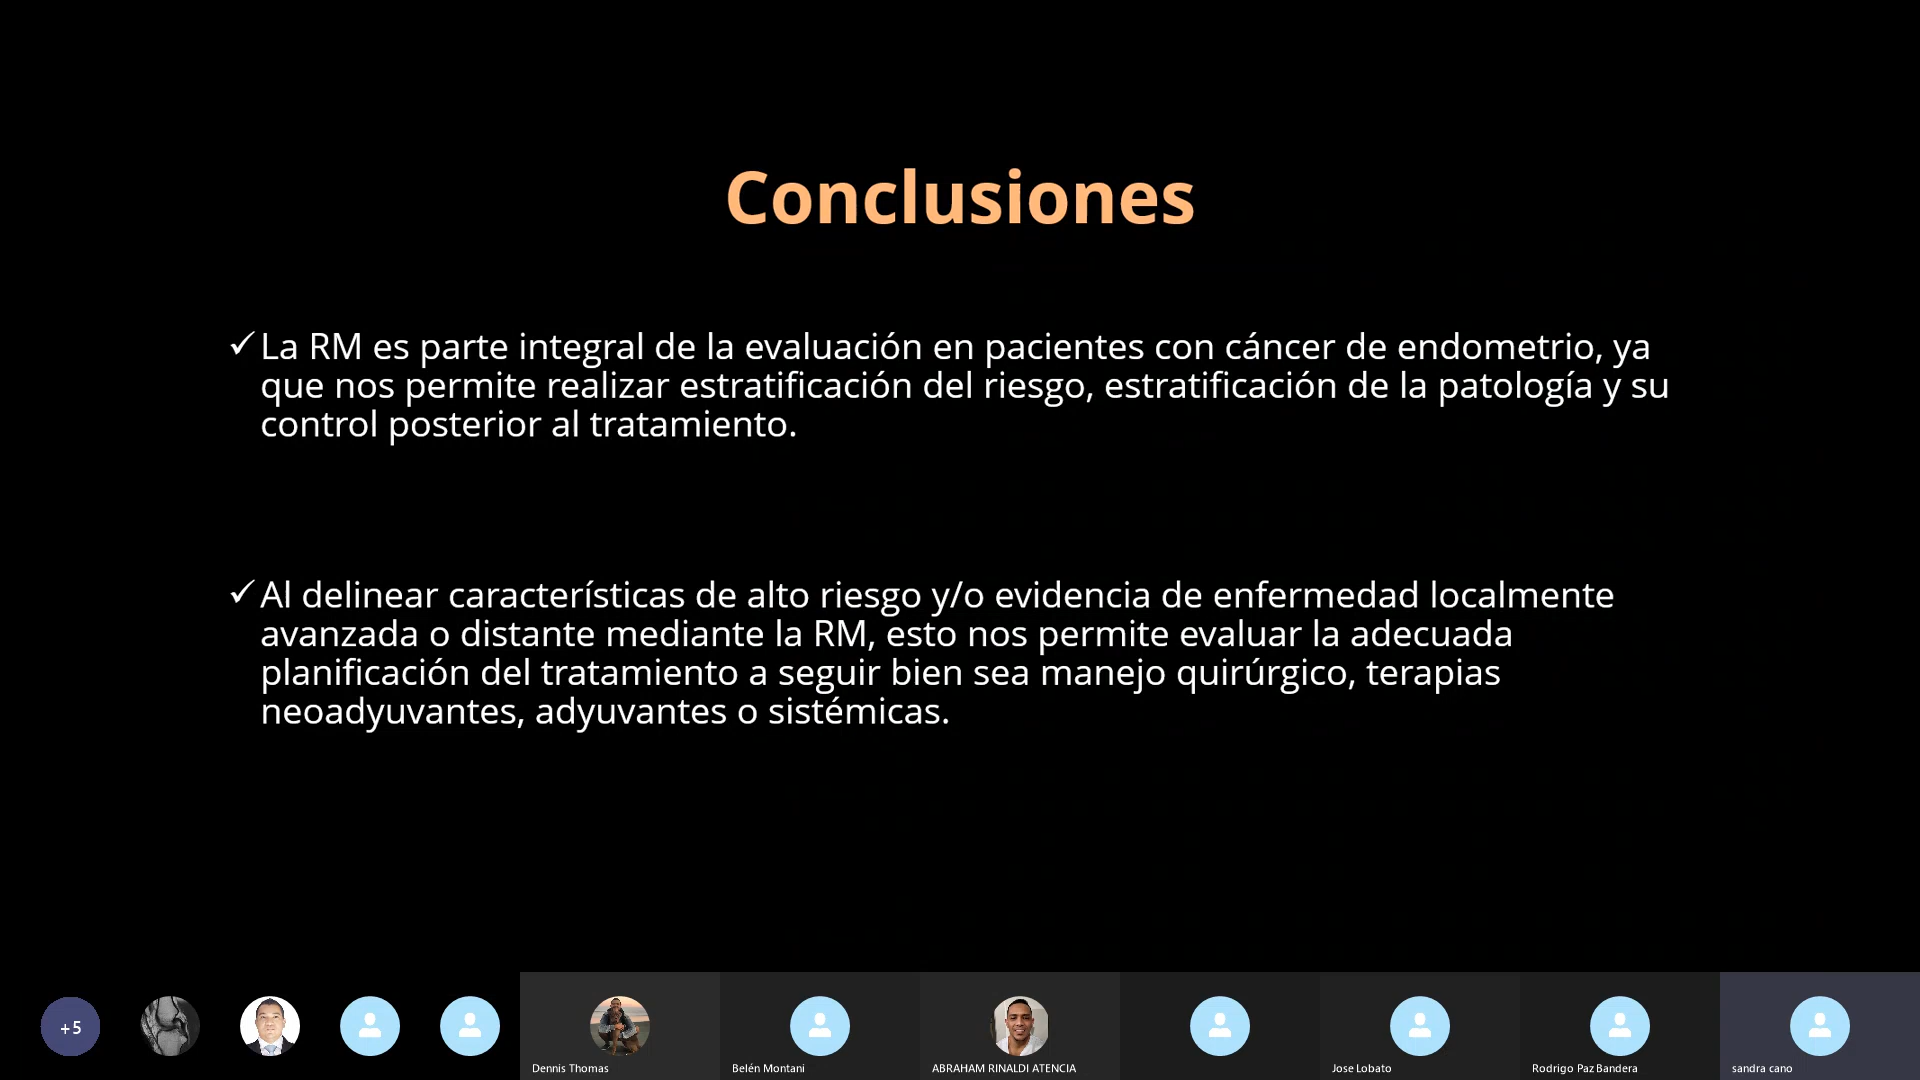 Conclusiones
✓La RM es parte integral de la evaluación en pacientes con cáncer de endometrio, ya
que nos permite realizar estratificación del riesgo, estratificación de la patología y su
control posterior al tratamiento.
✓Al delinear características de alto riesgo y/o evidencia de enfermedad localmente
avanzada o distante mediante la RM, esto nos permite evaluar la adecuada
planificación del tratamiento a seguir bien sea manejo quirúrgico, terapias
neoadyuvantes, adyuvantes o sistémicas.
+5
Dennis Thomas
Belén Montani
ABRAHAM RINALDI ATENCIA
Jose Lobato
Rodrigo Paz Bandera
sandra cano